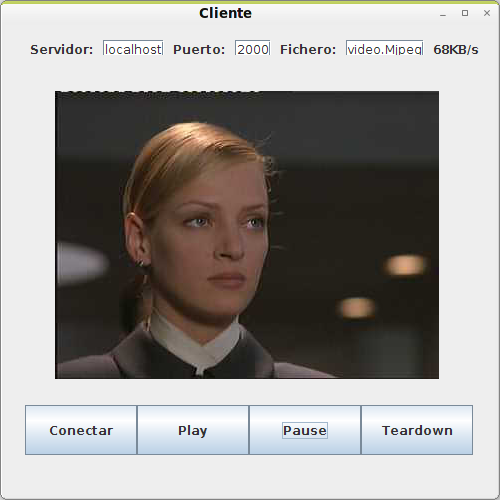 Cliente
Servidor: localhost Puerto: 2000 Fichero: video.Mjpeg 68KB/s
Conectar Play Pause Teardown